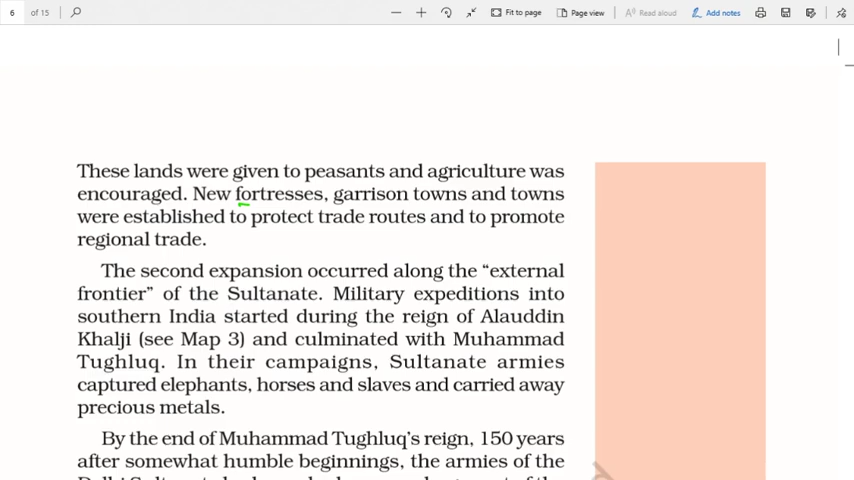 6 of 15 Fit to page Page view Read aloud Add notes
These lands were given to peasants and agriculture was
encouraged. New fortresses, garrison towns and towns
were established to protect trade routes and to promote
regional trade.
The second expansion occurred along the “external
frontier” of the Sultanate. Military expeditions into
southern India started during the reign of Alauddin
Khalji (see Map 3) and culminated with Muhammad
Tughluq. In their campaigns, Sultanate armies
captured elephants, horses and slaves and carried away
precious metals.
By the end of Muhammad Tughluq’s reign, 150 years
after somewhat humble beginnings, the armies of the